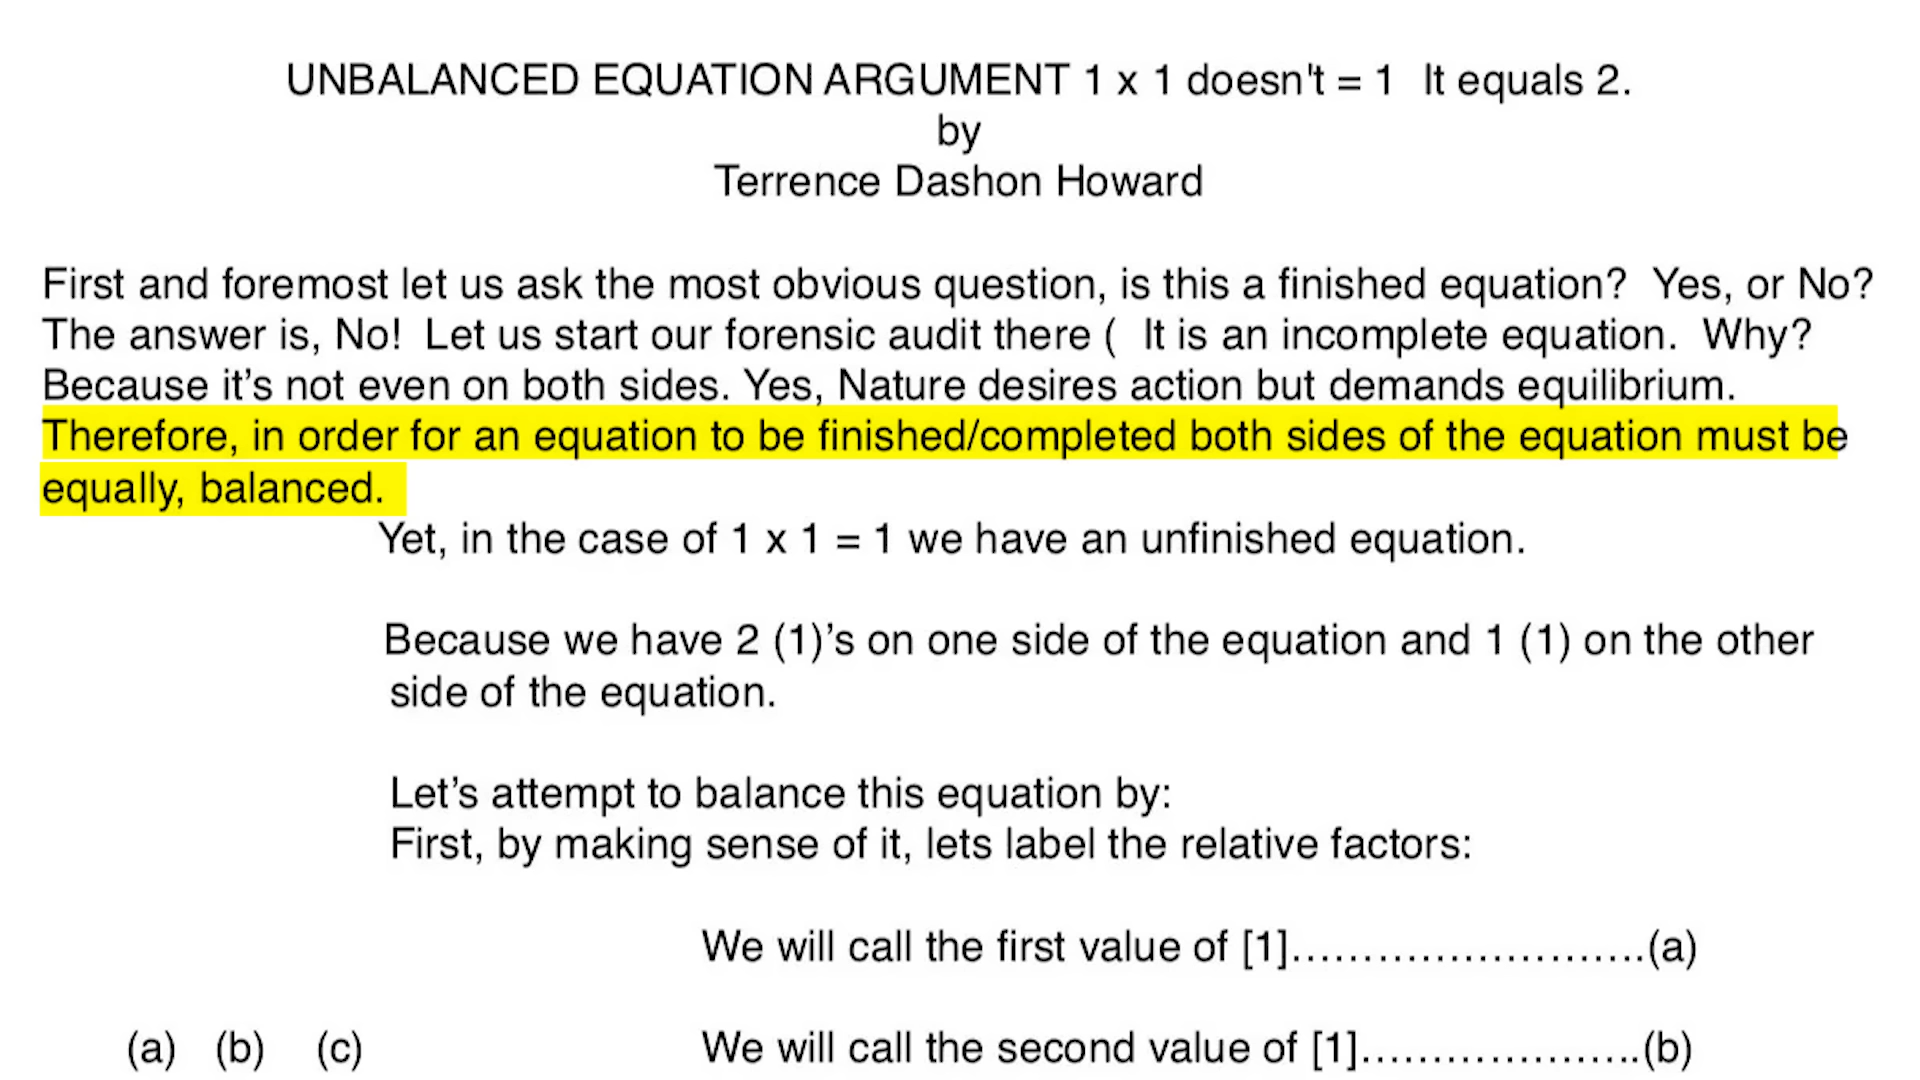 UNBALANCED EQUATION ARGUMENT 1 x 1 doesn't = 1  It equals 2.
by
Terrence Dashon Howard
First and foremost let us ask the most obvious question, is this a finished equation?  Yes, or No?
The answer is, No!  Let us start our forensic audit there (  It is an incomplete equation.  Why?
Because it’s not even on both sides. Yes, Nature desires action but demands equilibrium.
Therefore, in order for an equation to be finished/completed both sides of the equation must be
equally, balanced.
Yet, in the case of 1 x 1 = 1 we have an unfinished equation.
Because we have 2 (1)’s on one side of the equation and 1 (1) on the other
side of the equation.
Let’s attempt to balance this equation by:
First, by making sense of it, lets label the relative factors:
We will call the first value of [1]……………………..(a)
(a)   (b)    (c)   We will call the second value of [1]………………..(b)